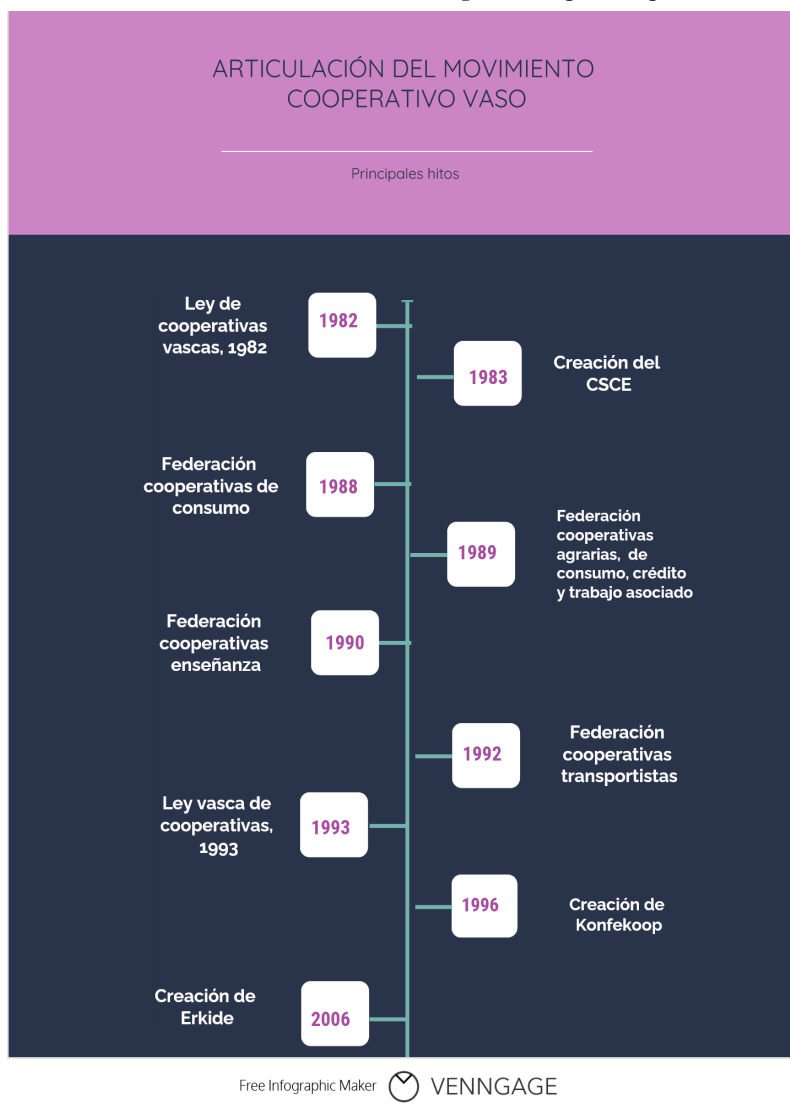 ARTICULACIÓN DEL MOVIMIENTO
COOPERATIVO VASO
Principales hitos
Ley de
cooperativas
vascas, 1982
1982
1983
Creación del
CSCE
Federación
cooperativas de
consumo
1988
1989
Federación
cooperativas
agrarias, de
consumo, crédito
y trabajo asociado
Federación
cooperativas
enseñanza
1990
1992
Federación
cooperativas
transportistas
Ley vasca de
cooperativas,
1993
1993
1996
Creación de
Konfekoop
Creación de
Erkide
2006
Free Infographic Maker
VENNGAGE